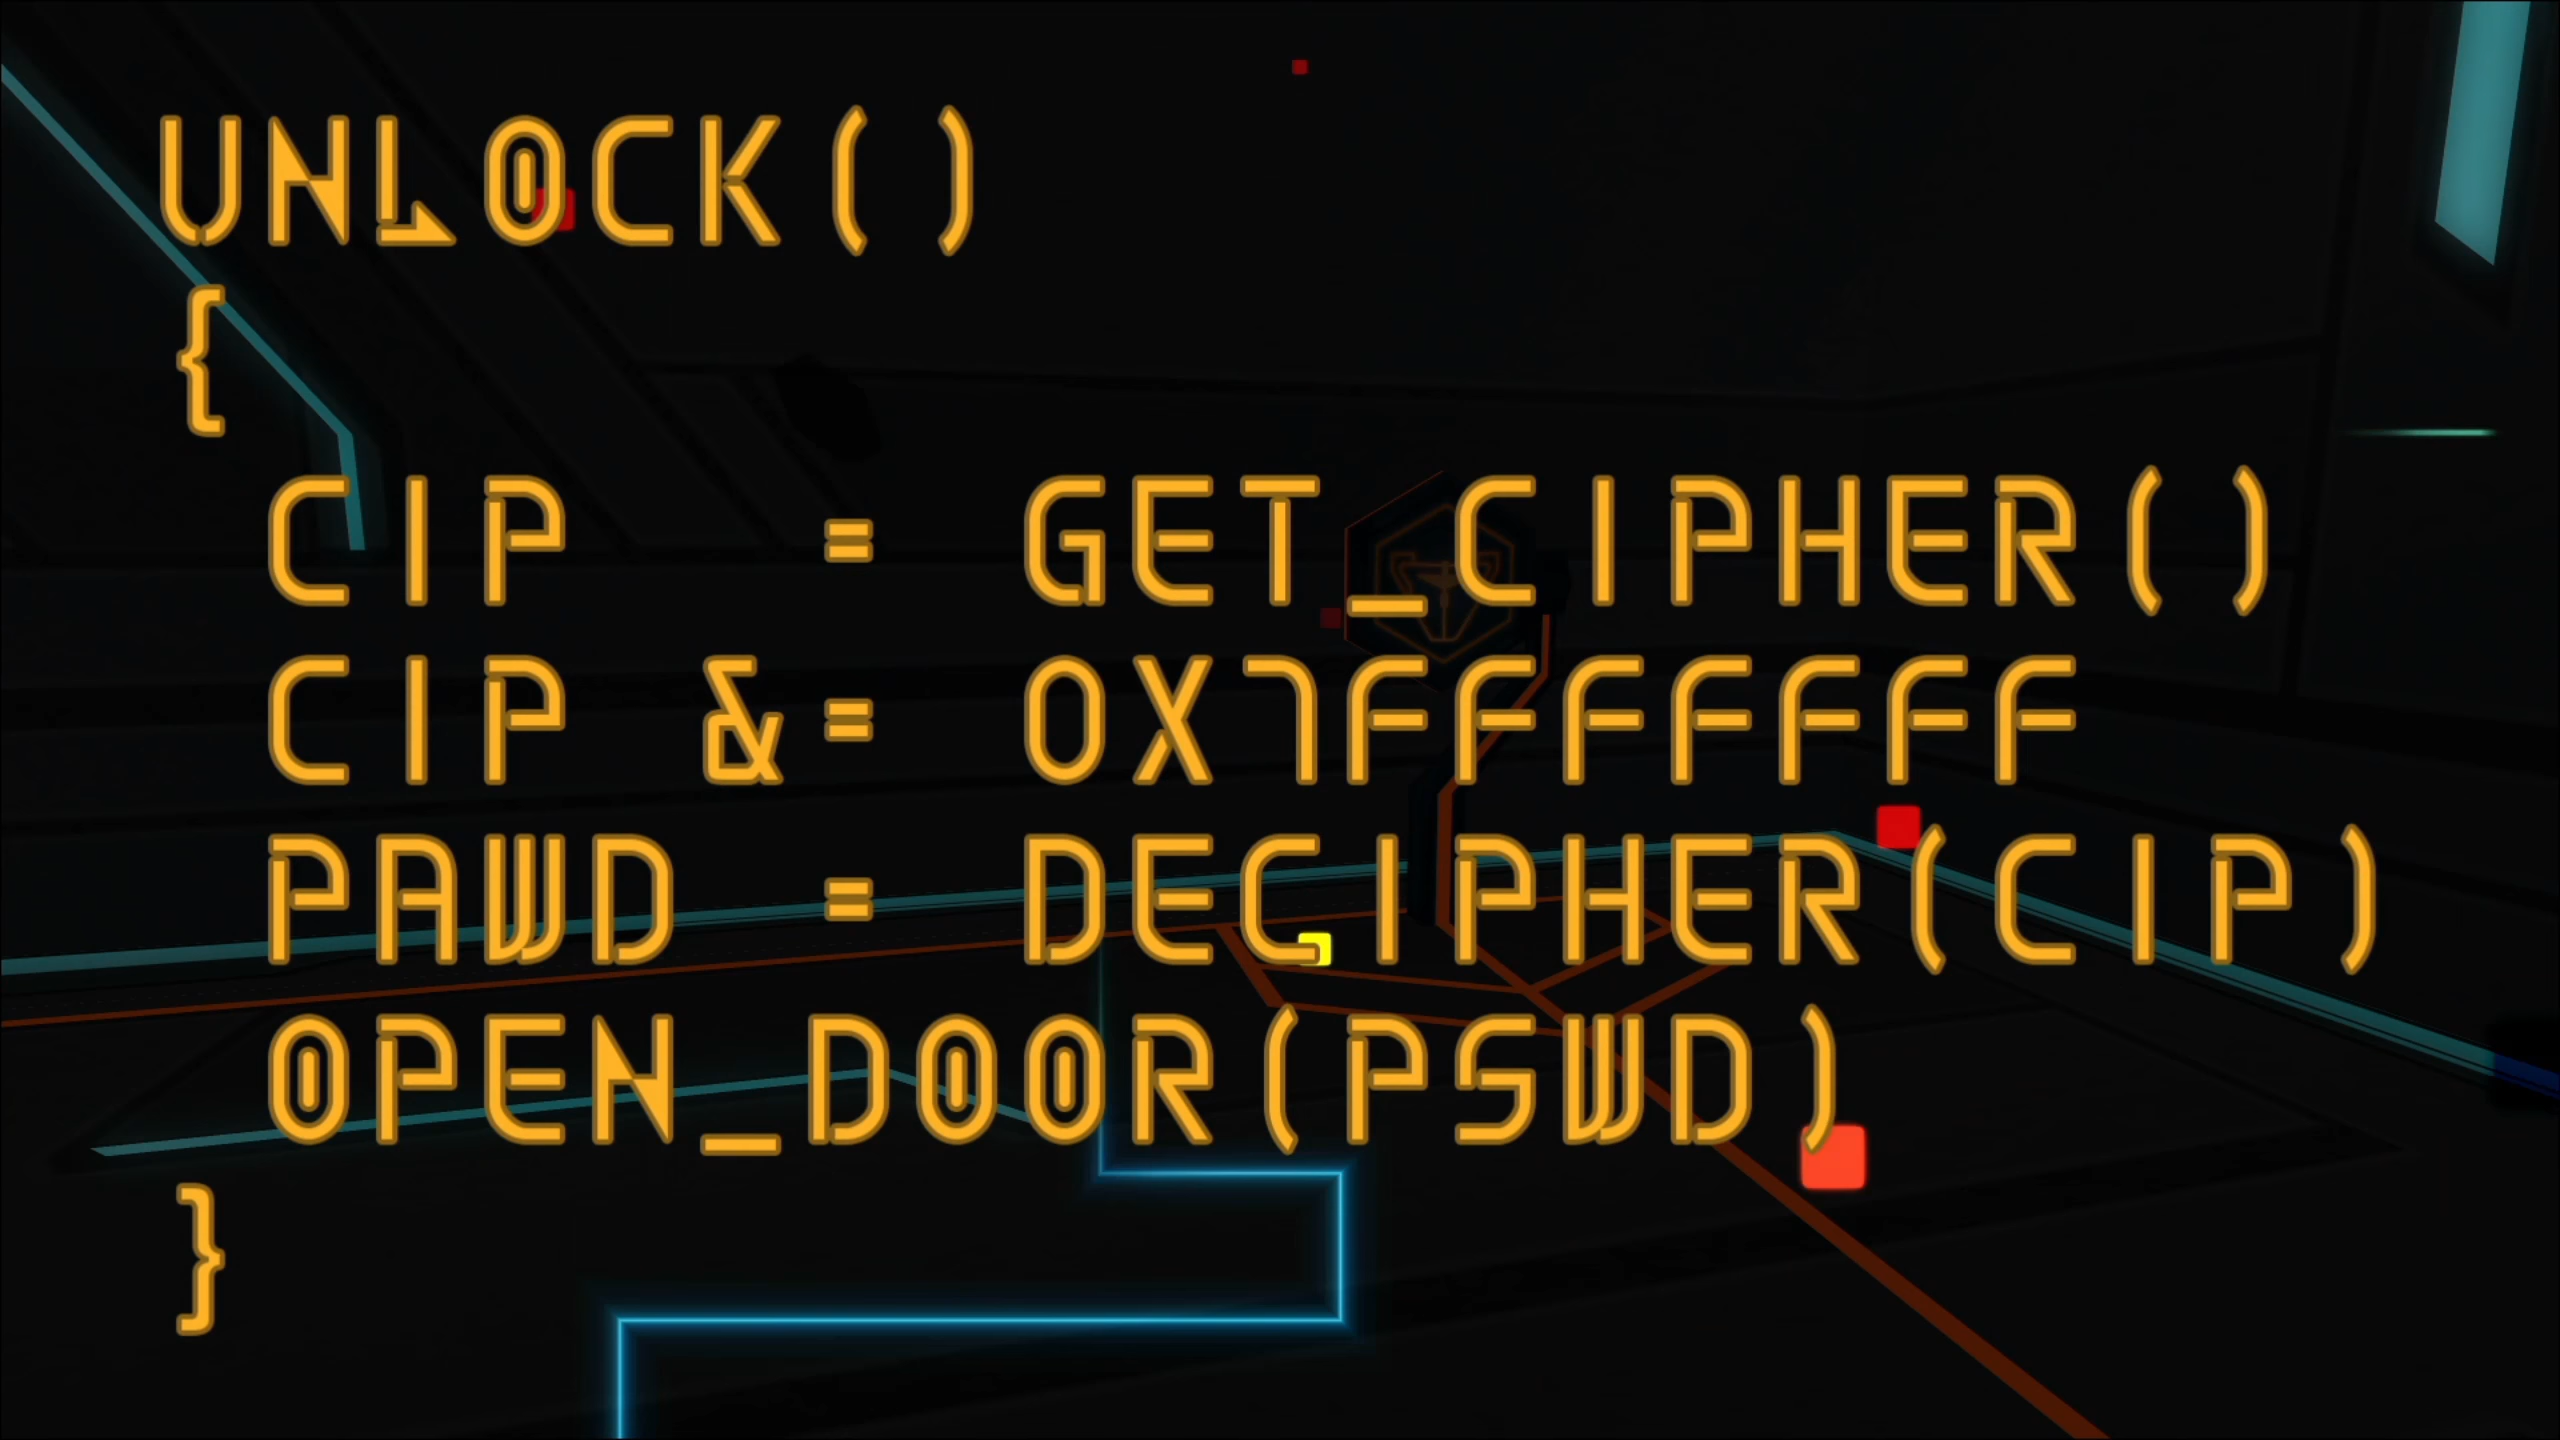 UNLOCK()
{
CIP = GET_CIPHER()
CIP &= 0X7FFFFFFF
PAWD = DECIPHER(CIP)
OPEN_DOOR(PSWD)
}